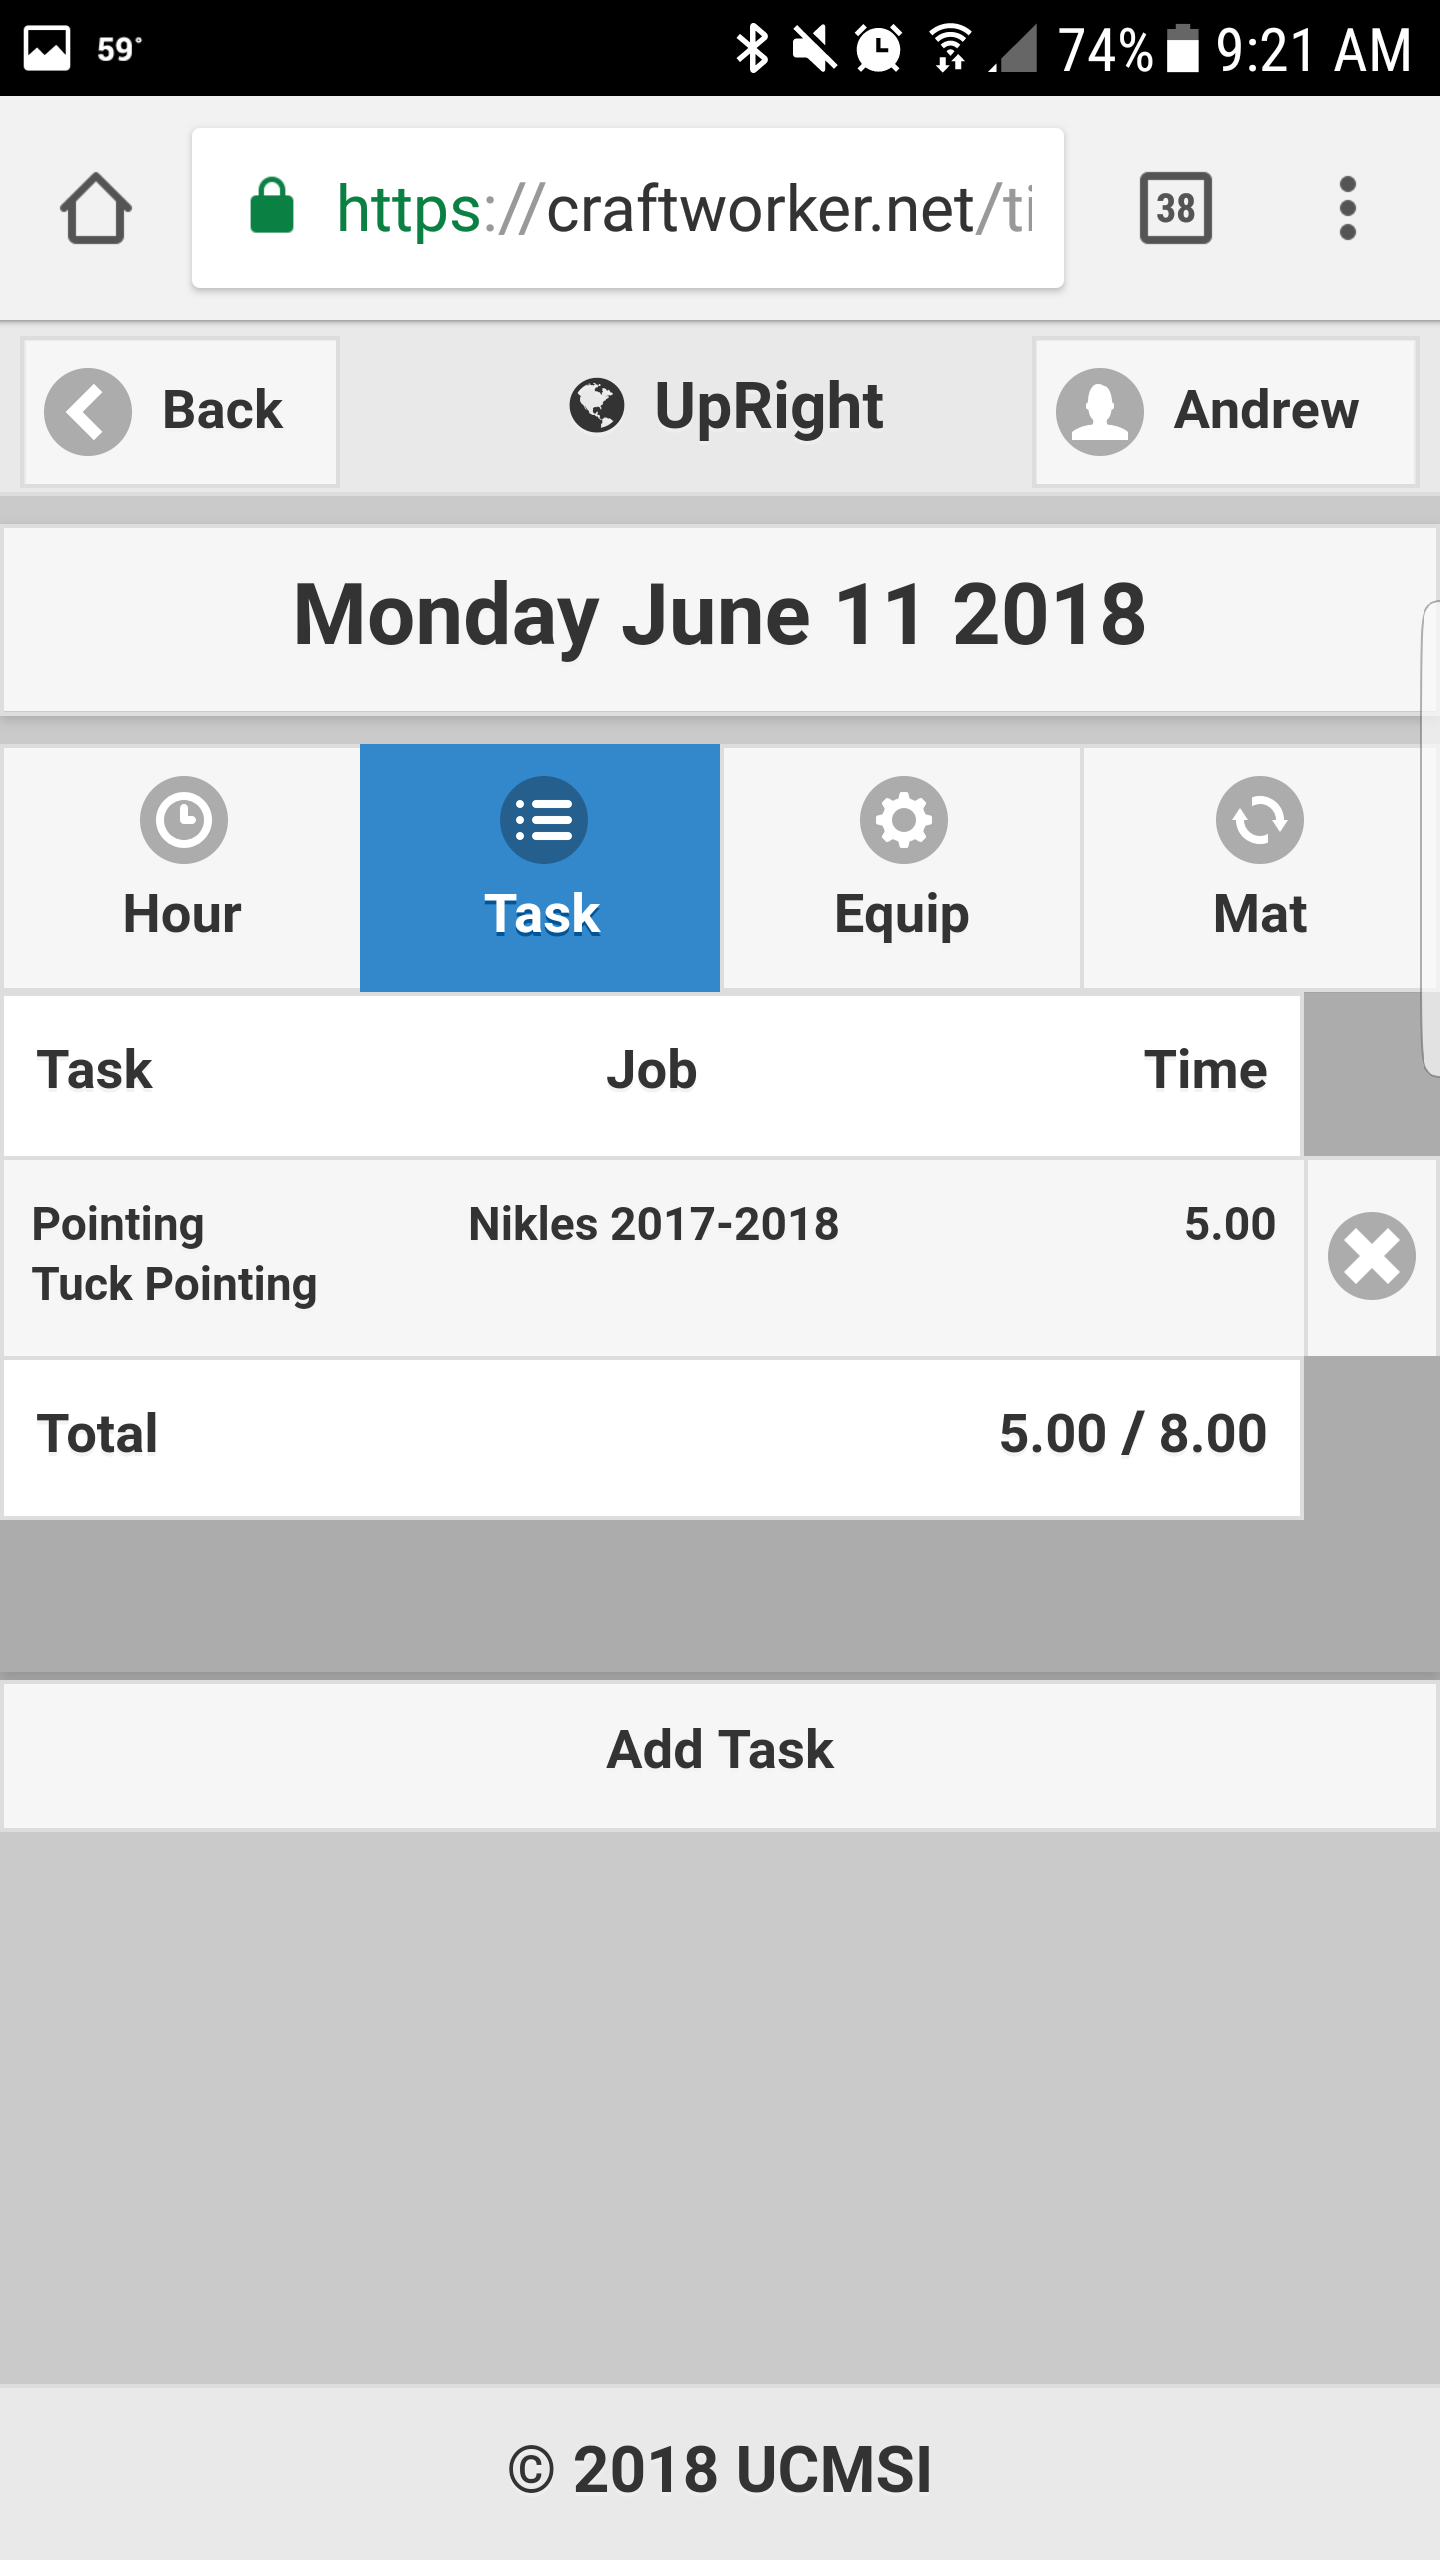 59° 74% 9:21 AM
https://craftworker.net/ti 38
Back UpRight Andrew
Monday June 11 2018
Hour Task Equip Mat
Task Job Time
Pointing Nikles 2017-2018 5.00
Tuck Pointing
Total 5.00 / 8.00
Add Task
© 2018 UCMSI